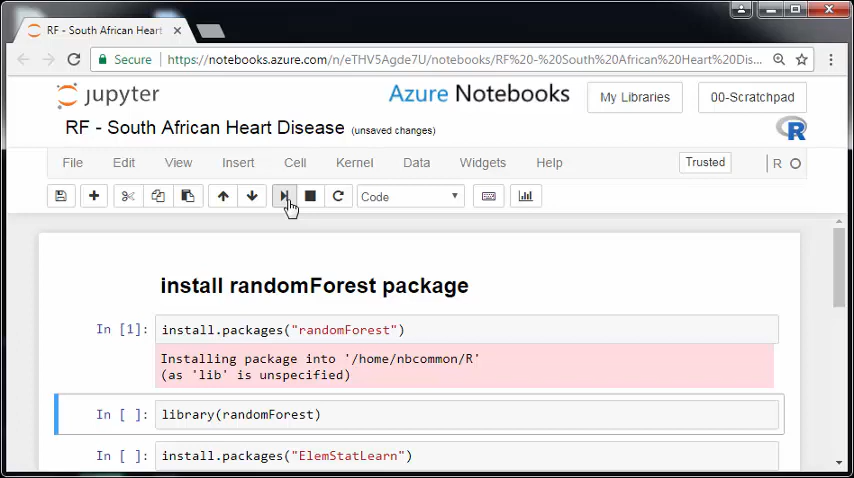 RF - South African Heart
Secure https://notebooks.azure.com/n/eTHV5Agde7U/notebooks/RF%20-%20South%20African%20Heart%20Dis...
jupyter Azure Notebooks My Libraries 00-Scratchpad
RF - South African Heart Disease (unsaved changes) R
File Edit View Insert Cell Kernel Data Widgets Help Trusted R
Code
install randomForest package
In [1]: install.packages("randomForest")
Installing package into '/home/nbcommon/R'
(as 'lib' is unspecified)
In [ ]: library(randomForest)
In [ ]: install.packages("ElemStatLearn")